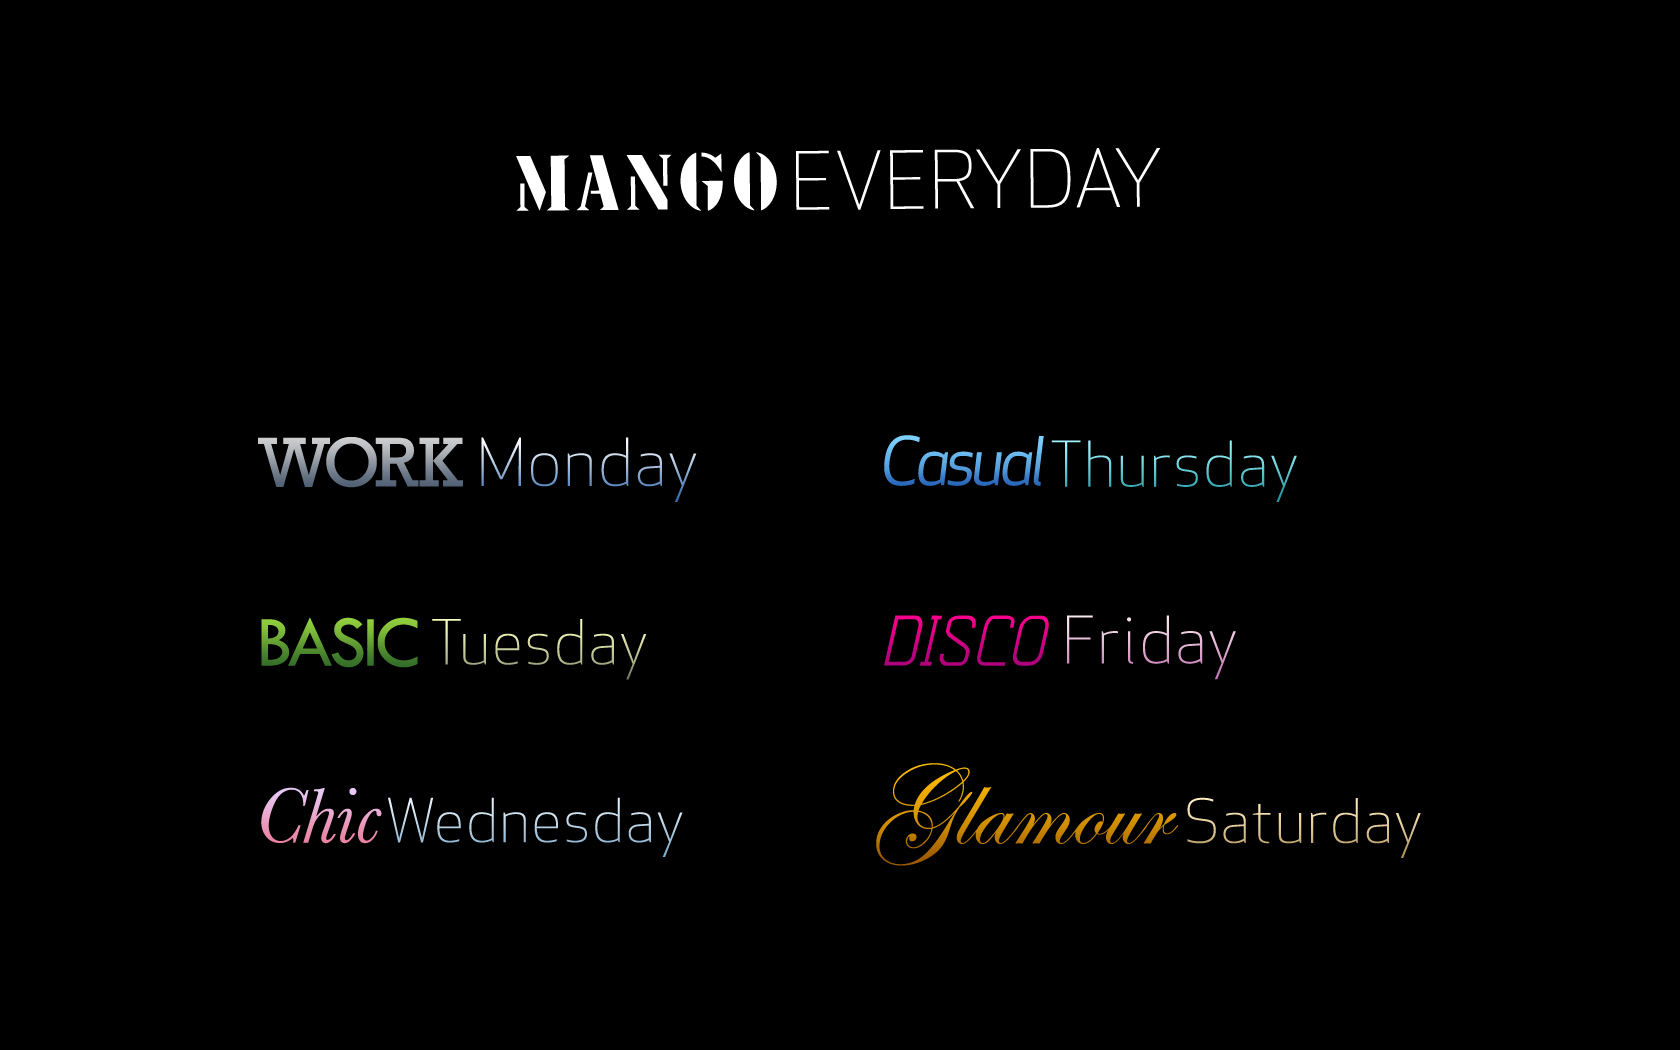 MANGO EVERYDAY
WORK Monday
BASIC Tuesday
Chic Wednesday
Casual Thursday
DISCO Friday
Glamour Saturday